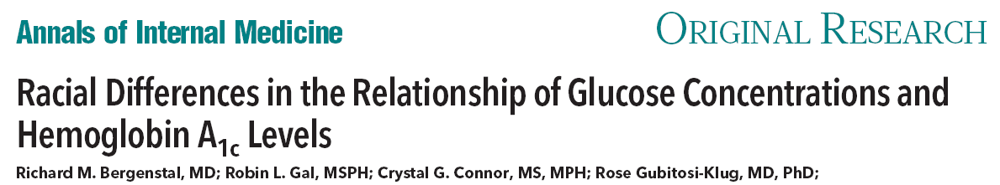 Annals of Internal Medicine
ORIGINAL RESEARCH
Racial Differences in the Relationship of Glucose Concentrations and
Hemoglobin A1c Levels
Richard M. Bergenstal, MD; Robin L. Gal, MSPH; Crystal G. Connor, MS, MPH; Rose Gubitosi-Klug, MD, PhD;